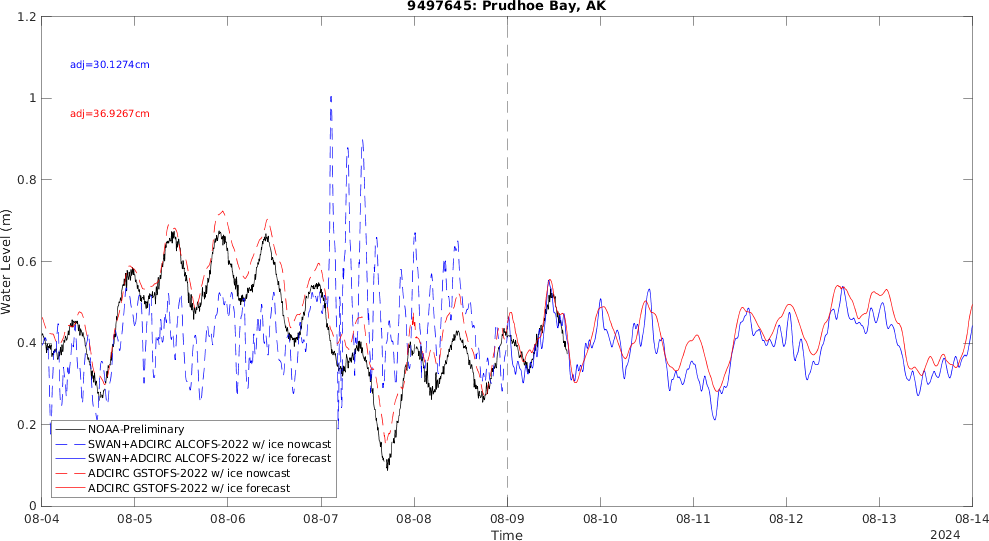 9497645: Prudhoe Bay, AK
1.2
1
0.8
0.6
0.4
0.2
0
Water Level (m)
adj=30.1274cm
adj=36.9267cm
NOAA-Preliminary
SWAN+ADCIRC ALCOFS-2022 w/ ice nowcast
SWAN+ADCIRC ALCOFS-2022 w/ ice forecast
ADCIRC GSTOFS-2022 w/ ice nowcast
ADCIRC GSTOFS-2022 w/ ice forecast
08-04 08-05 08-06 08-07 08-08 08-09 08-10 08-11 08-12 08-13 08-14
Time
2024